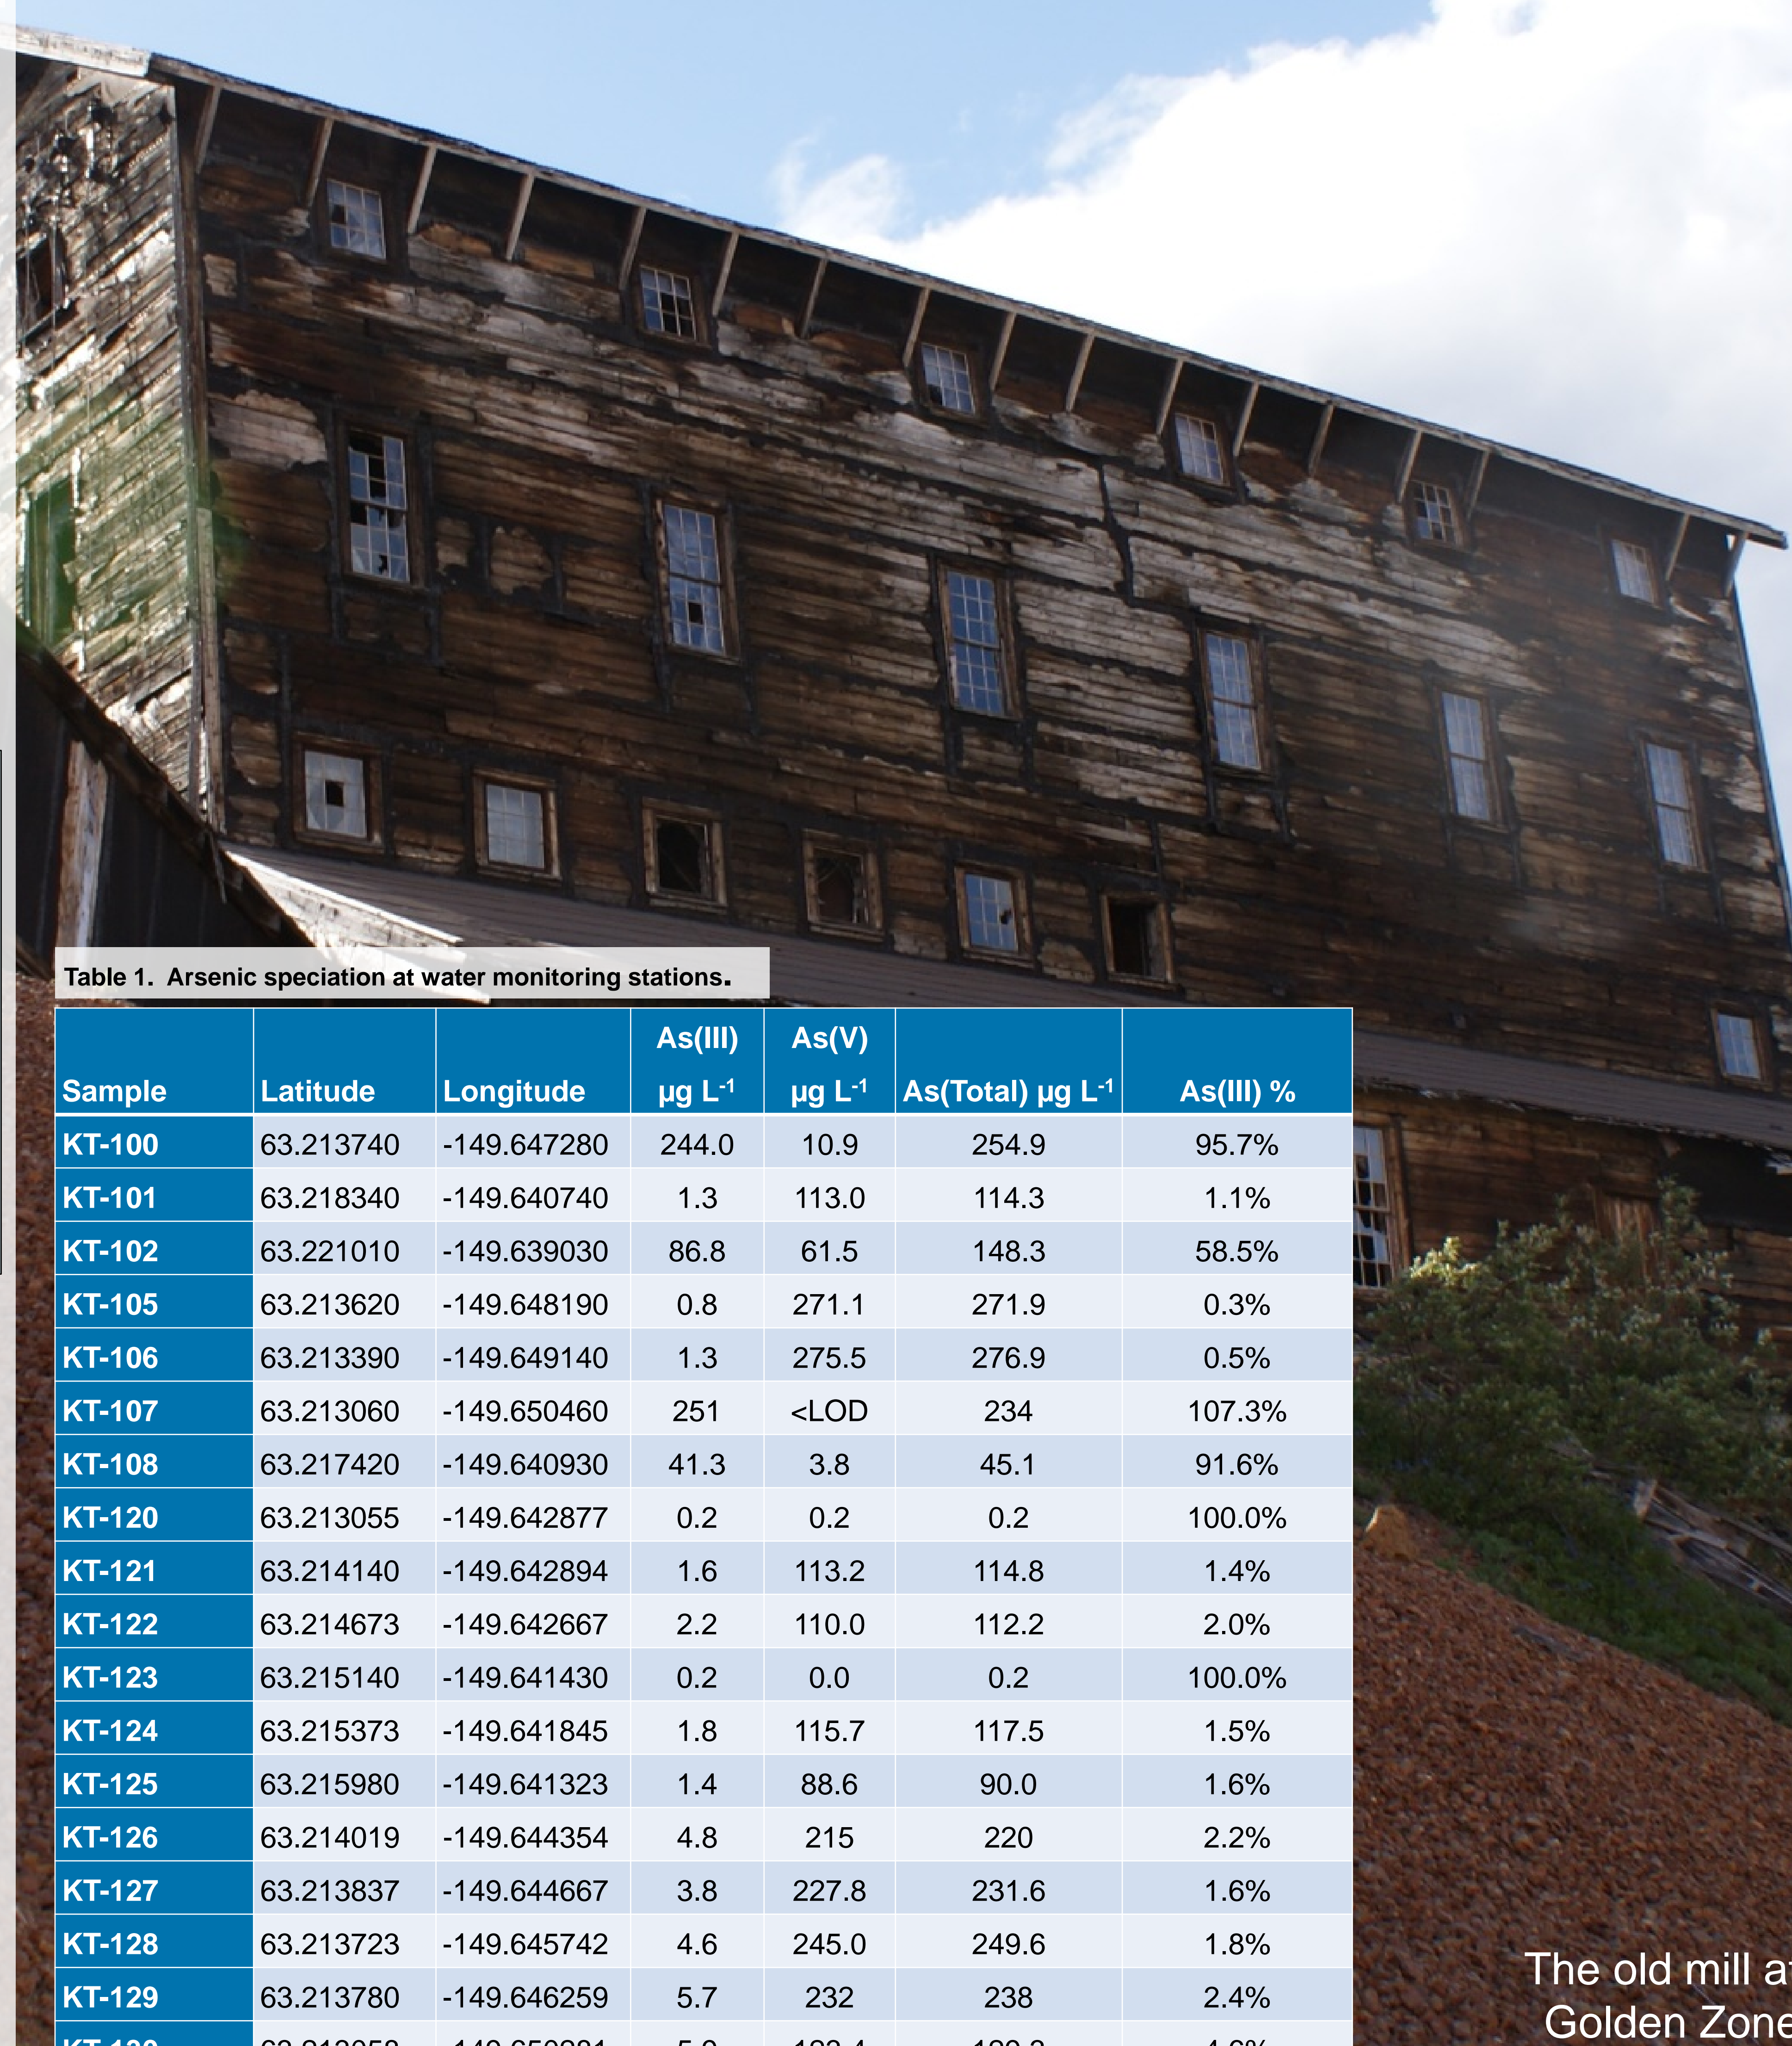 Table 1. Arsenic speciation at water monitoring stations.
Sample Latitude Longitude As(III) µg L-1 As(V) µg L-1 As(Total) µg L-1 As(III) %
KT-100 63.213740 -149.647280 244.0 10.9 254.9 95.7%
KT-101 63.218340 -149.640740 1.3 113.0 114.3 1.1%
KT-102 63.221010 -149.639030 86.8 61.5 148.3 58.5%
KT-105 63.213620 -149.648190 0.8 271.1 271.9 0.3%
KT-106 63.213390 -149.649140 1.3 275.5 276.9 0.5%
KT-107 63.213060 -149.650460 251 <LOD 234 107.3%
KT-108 63.217420 -149.640930 41.3 3.8 45.1 91.6%
KT-120 63.213055 -149.642877 0.2 0.2 0.2 100.0%
KT-121 63.214140 -149.642894 1.6 113.2 114.8 1.4%
KT-122 63.214673 -149.642667 2.2 110.0 112.2 2.0%
KT-123 63.215140 -149.641430 0.2 0.0 0.2 100.0%
KT-124 63.215373 -149.641845 1.8 115.7 117.5 1.5%
KT-125 63.215980 -149.641323 1.4 88.6 90.0 1.6%
KT-126 63.214019 -149.644354 4.8 215 220 2.2%
KT-127 63.213837 -149.644667 3.8 227.8 231.6 1.6%
KT-128 63.213723 -149.645742 4.6 245.0 249.6 1.8%
KT-129 63.213780 -149.646259 5.7 232 238 2.4%
The old mill at
Golden Zone